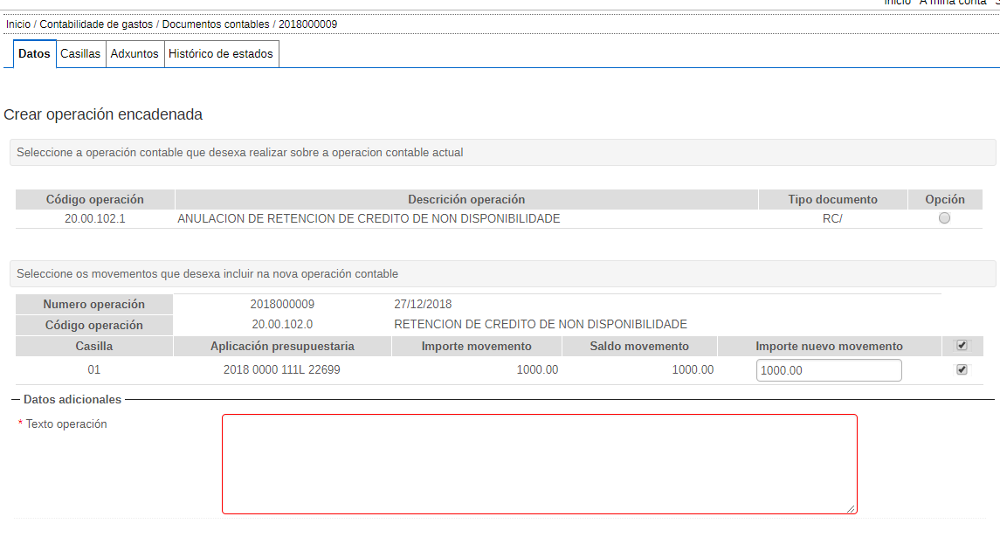 Inicio A miña conta
Inicio / Contabilidade de gastos / Documentos contables / 2018000009
Datos Casillas Adxuntos Histórico de estados
Crear operación encadenada
Seleccione a operación contable que desexa realizar sobre a operacion contable actual
Código operación Descrición operación Tipo documento Opción
20.00.102.1 ANULACION DE RETENCION DE CREDITO DE NON DISPONIBILIDADE RC/
Seleccione os movementos que desexa incluir na nova operación contable
Numero operación 2018000009 27/12/2018
Código operación 20.00.102.0 RETENCION DE CREDITO DE NON DISPONIBILIDADE
Casilla Aplicación presupuestaria Importe movemento Saldo movemento Importe nuevo movemento
01 2018 0000 111L 22699 1000.00 1000.00 1000.00
Datos adicionales
* Texto operación